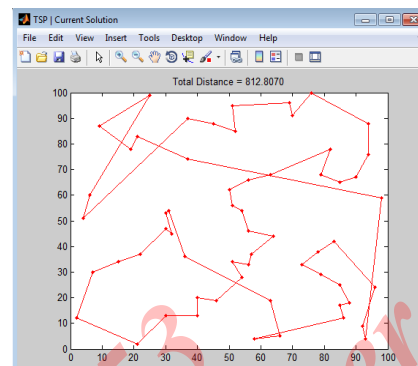 TSP | Current Solution
File Edit View Insert Tools Desktop Window Help
Total Distance = 812.8070
100
90
80
70
60
50
40
30
20
10
0
0 10 20 30 40 50 60 70 80 90 100